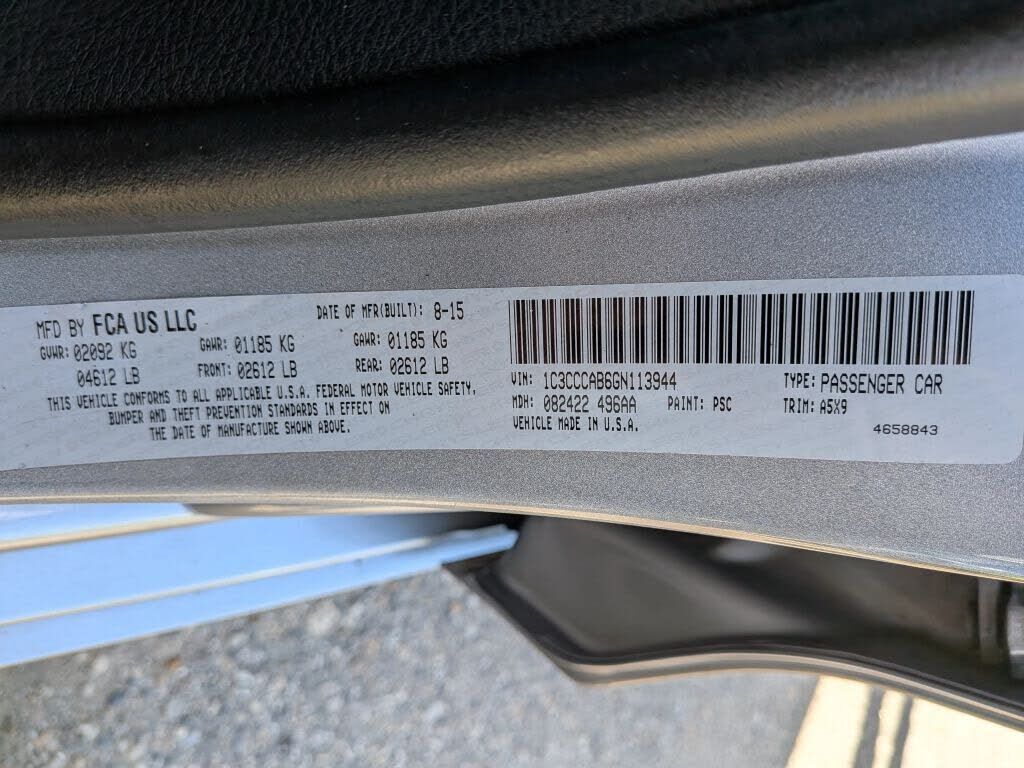 MFD BY FCA US LLC
DATE OF MFR(BUILT): 8-15
GVWR: 02092 KG
04612 LB
GAWR: 01185 KG
FRONT: 02612 LB
GAWR: 01185 KG
REAR: 02612 LB
THIS VEHICLE CONFORMS TO ALL APPLICABLE U.S.A. FEDERAL MOTOR VEHICLE SAFETY,
BUMPER AND THEFT PREVENTION STANDARDS IN EFFECT ON
THE DATE OF MANUFACTURE SHOWN ABOVE.
VIN: 1C3CCCAB6GN113944
TYPE: PASSENGER CAR
MDH: 082422 496AA
PAINT: PSC
TRIM: A5X9
VEHICLE MADE IN U.S.A.
4658843